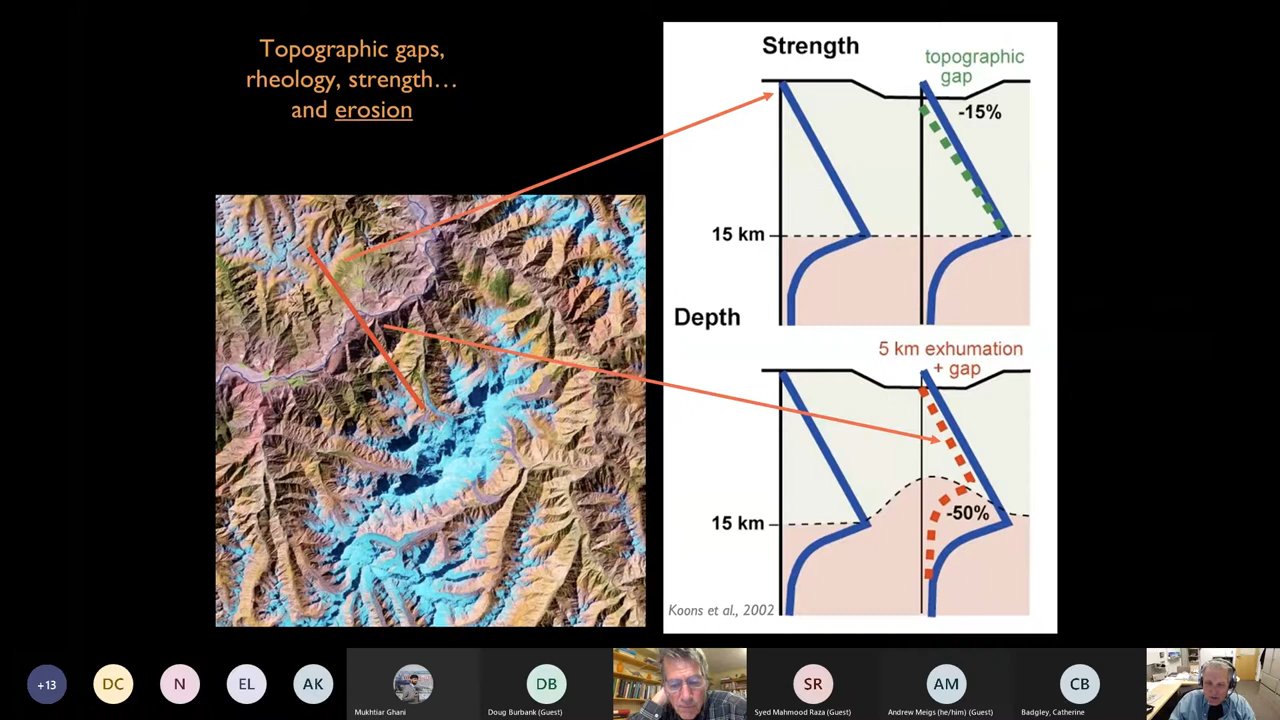 Topographic gaps,
rheology, strength…
and erosion
Strength
topographic
gap
-15%
15 km
Depth
5 km exhumation
+ gap
15 km
-50%
Koons et al., 2002
+13
DC
N
EL
AK
Mukhtiar Ghani
DB
Doug Burbank (Guest)
SR
Syed Mahmood Raza (Guest)
AM
Andrew Meigs (he/him) (Guest)
CB
Badgley, Catherine